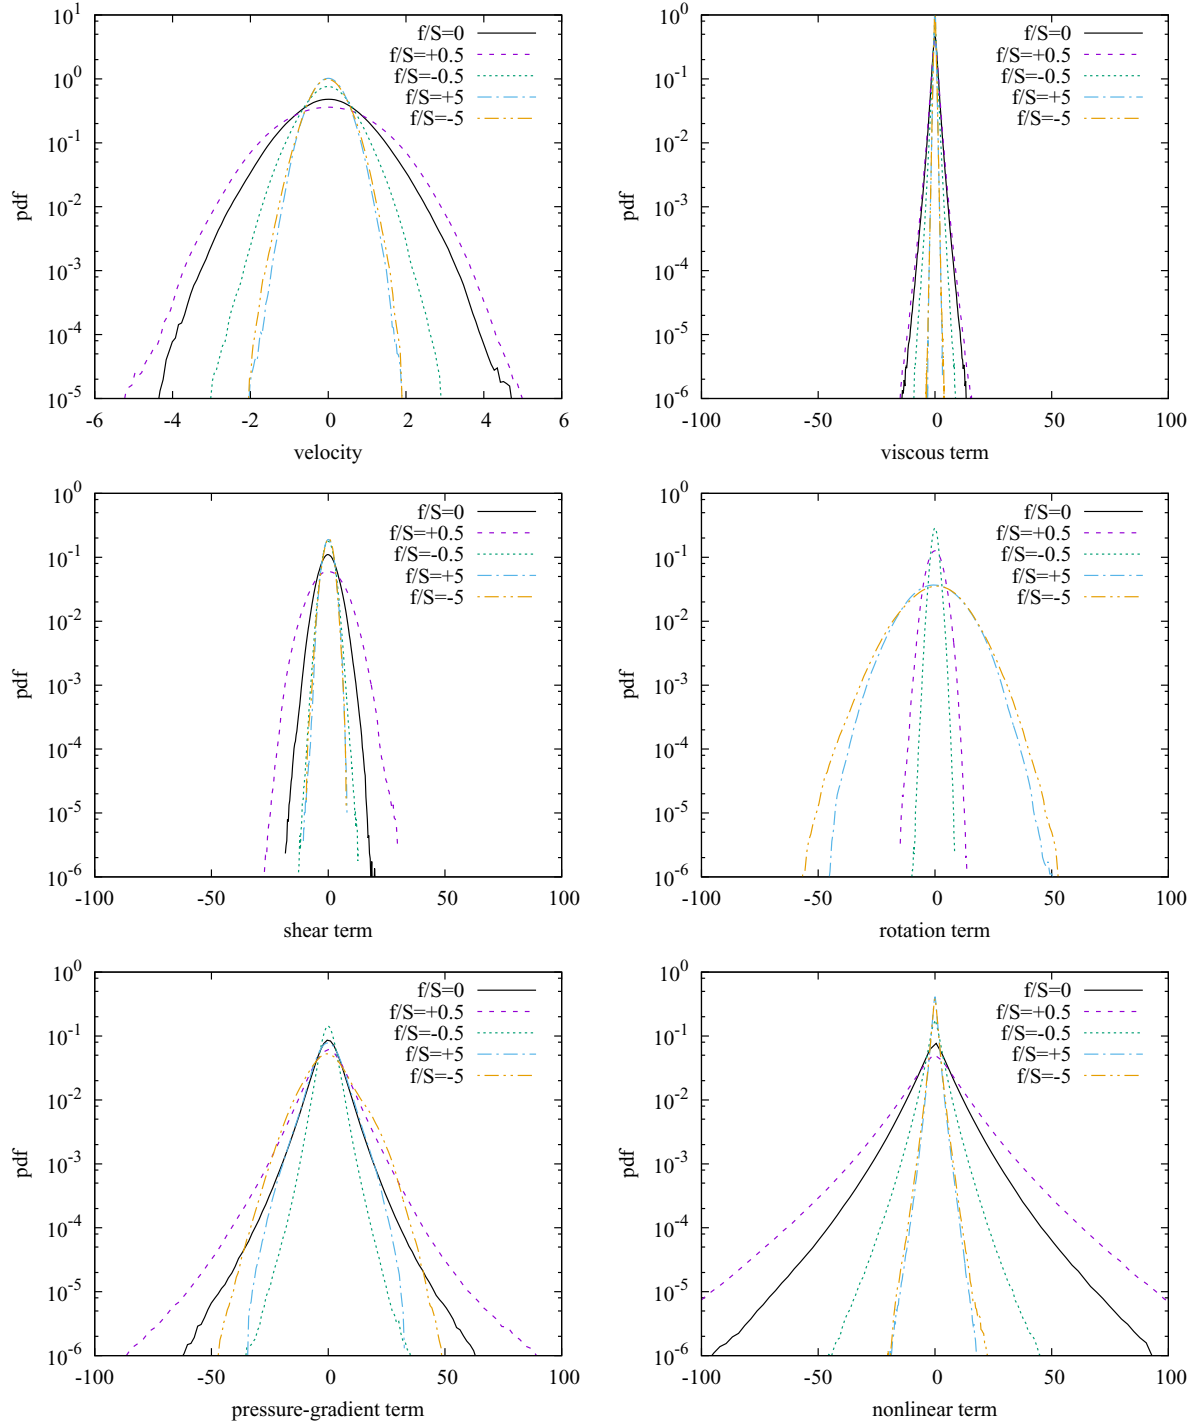 10^1
10^0
10^-1
10^-2
10^-3
10^-4
10^-5
pdf
-6 -4 -2 0 2 4 6
velocity
f/S=0
f/S=+0.5
f/S=-0.5
f/S=+5
f/S=-5
10^-1
10^-2
10^-3
10^-4
10^-5
10^-6
pdf
-100 -50 0 50 100
viscous term
f/S=0
f/S=+0.5
f/S=-0.5
f/S=+5
f/S=-5
10^0
10^-1
10^-2
10^-3
10^-4
10^-5
10^-6
pdf
-100 -50 0 50 100
shear term
f/S=0
f/S=+0.5
f/S=-0.5
f/S=+5
f/S=-5
10^0
10^-1
10^-2
10^-3
10^-4
10^-5
10^-6
pdf
-100 -50 0 50 100
rotation term
f/S=0
f/S=+0.5
f/S=-0.5
f/S=+5
f/S=-5
10^0
10^-1
10^-2
10^-3
10^-4
10^-5
10^-6
pdf
-100 -50 0 50 100
pressure-gradient term
f/S=0
f/S=+0.5
f/S=-0.5
f/S=+5
f/S=-5
10^0
10^-1
10^-2
10^-3
10^-4
10^-5
10^-6
pdf
-100 -50 0 50 100
nonlinear term
f/S=0
f/S=+0.5
f/S=-0.5
f/S=+5
f/S=-5